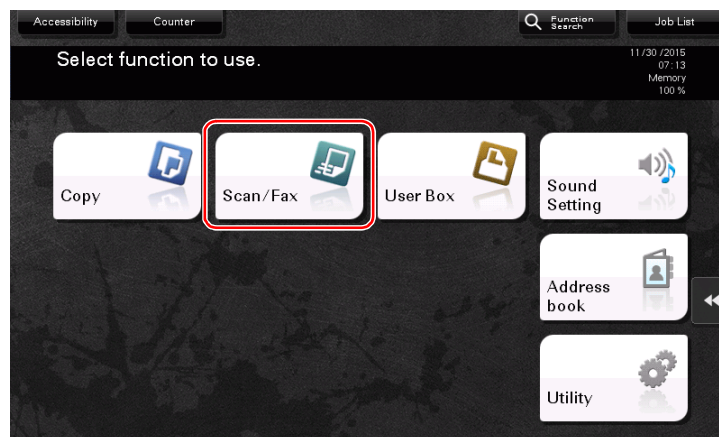 Accessibility
Counter
Function
Search
Job List
Select function to use.
11/30 /2015
07:13
Memory
100 %
Copy
Scan/Fax
User Box
Sound
Setting
Address
book
Utility